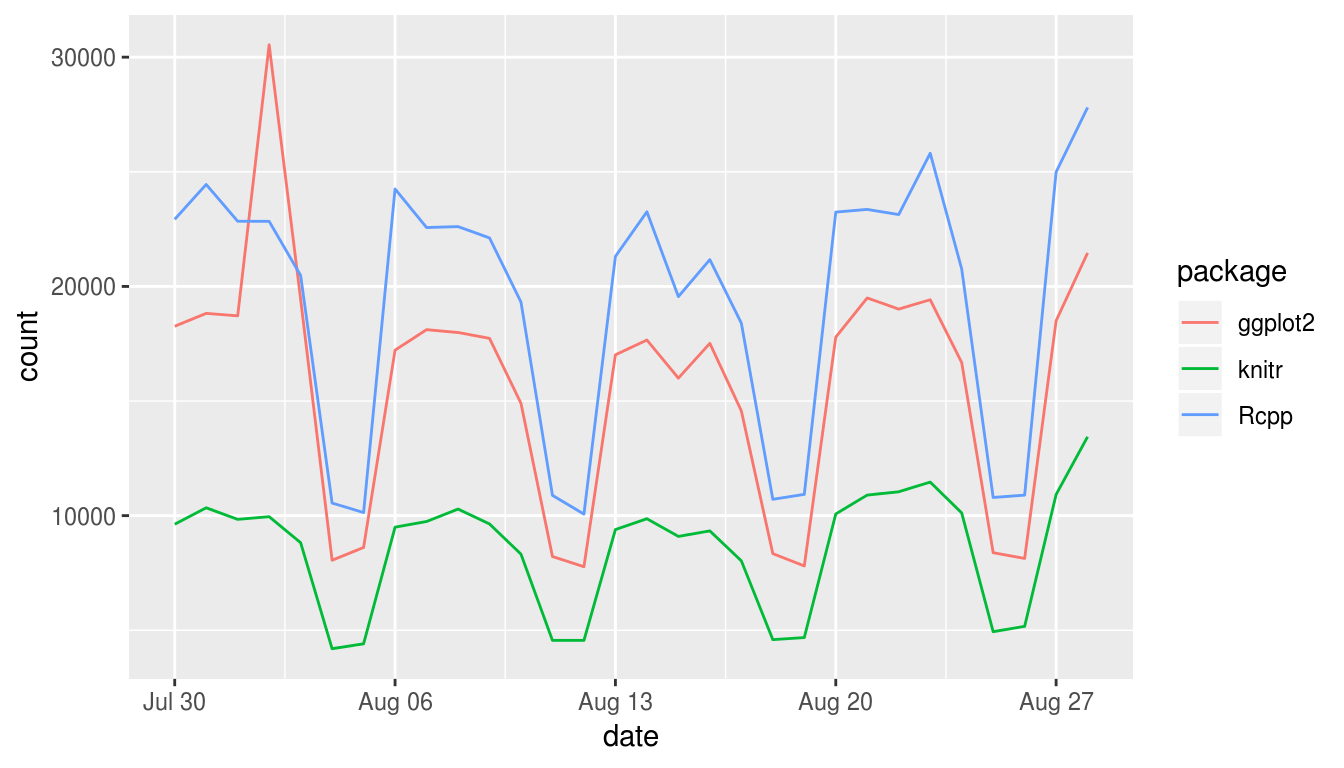 30000
20000
10000
count
Jul 30
Aug 06
Aug 13
Aug 20
Aug 27
date
package
ggplot2
knitr
Rcpp